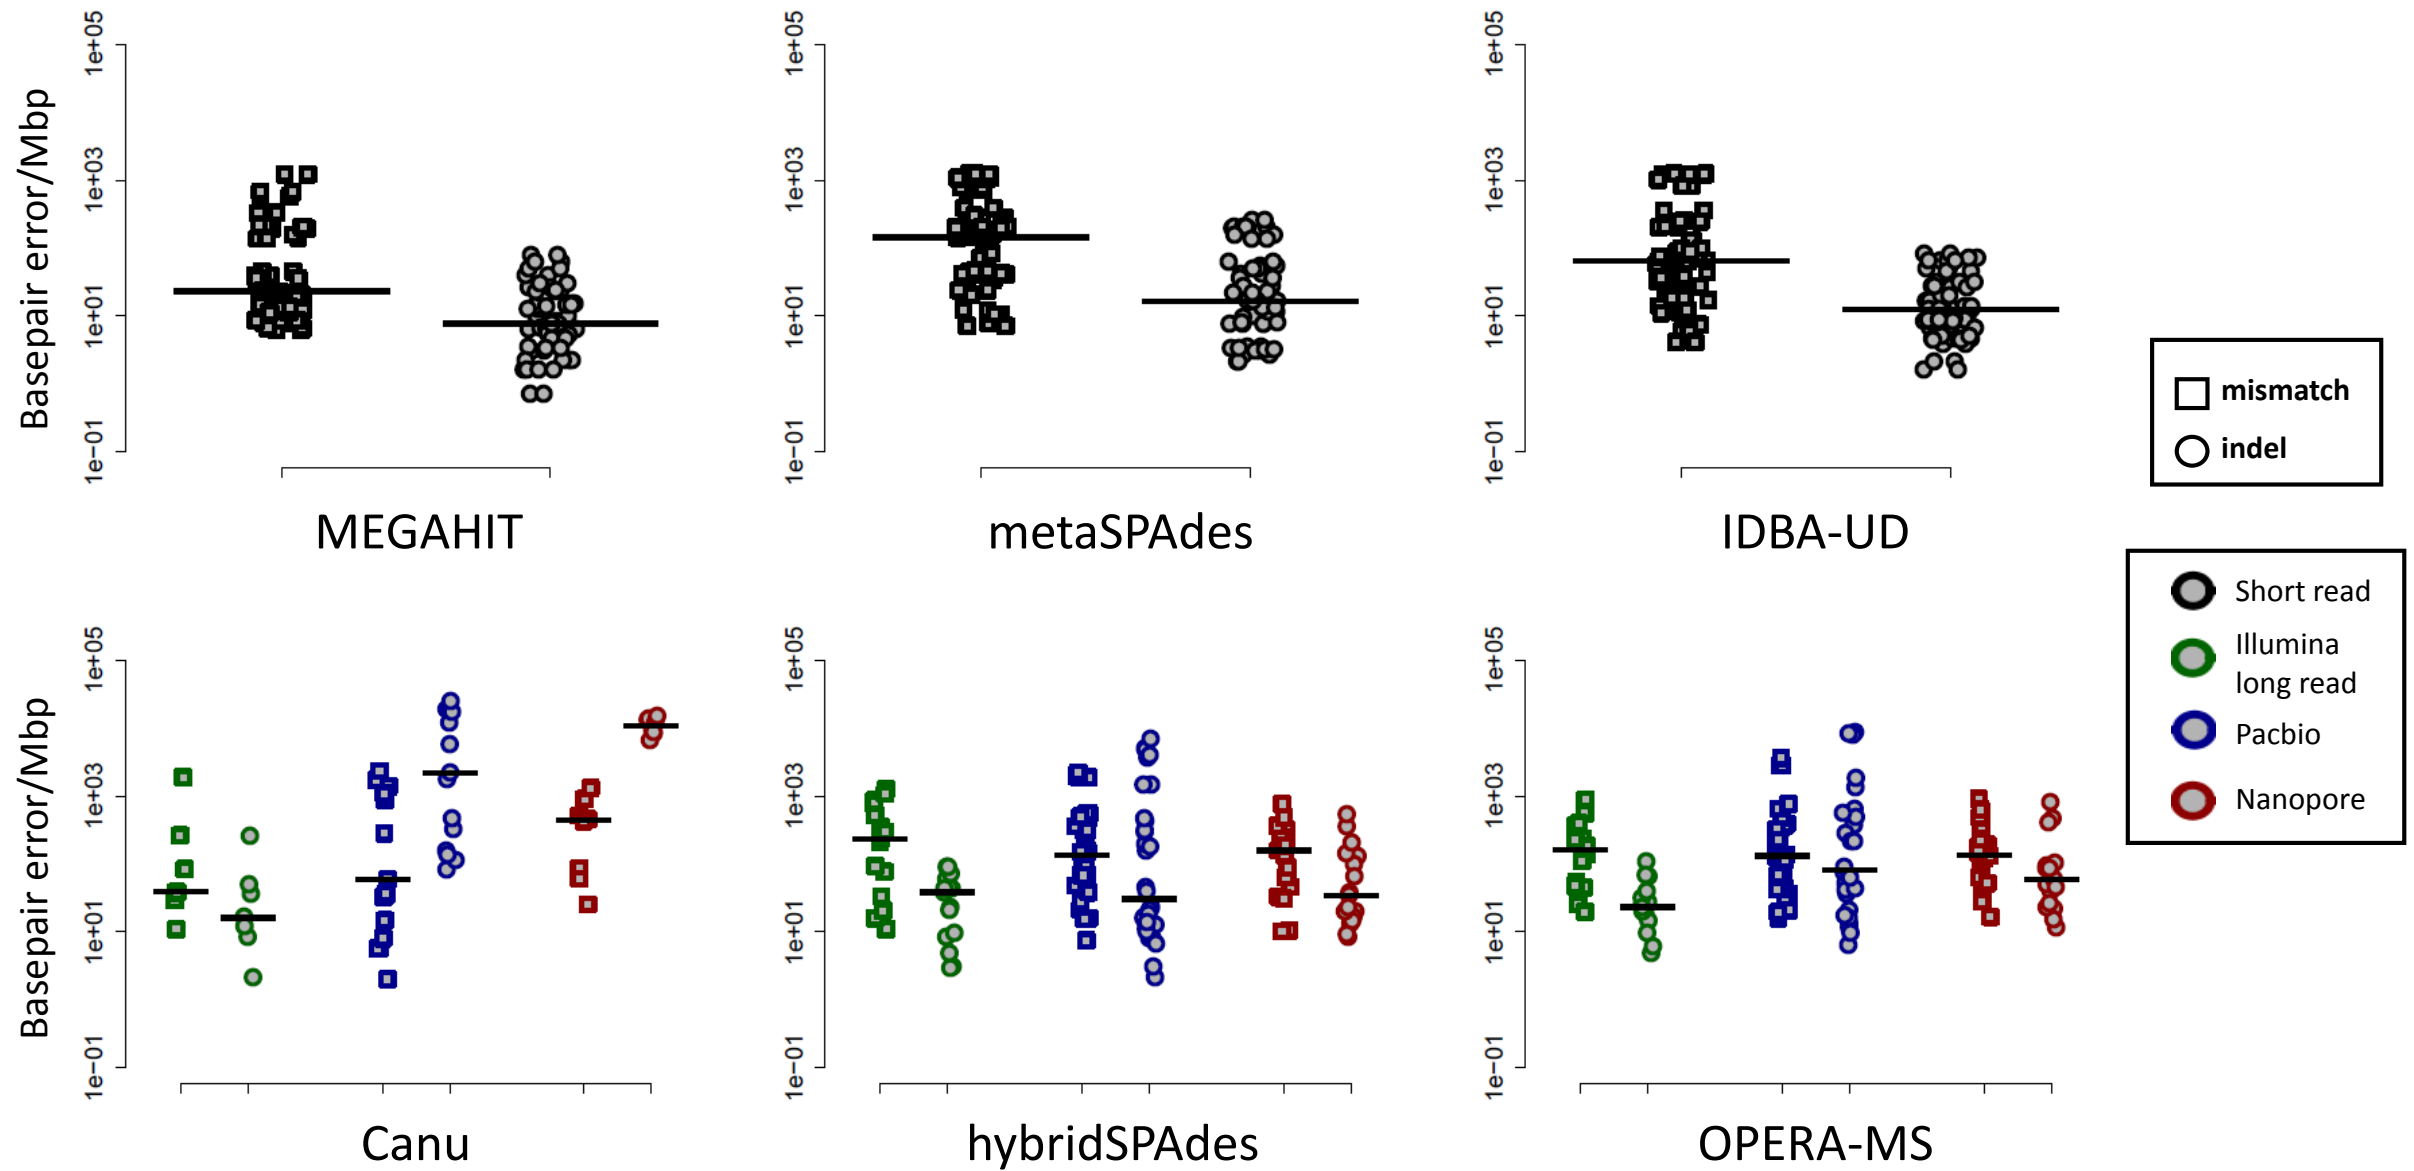 Basepair error/Mbp
1e+05
1e+03
1e+01
1e−01
MEGAHIT
1e+05
1e+03
1e+01
1e−01
metaSPAdes
1e+05
1e+03
1e+01
1e−01
IDBA-UD
mismatch
indel
Short read
Illumina
long read
Pacbio
Nanopore
Basepair error/Mbp
1e+05
1e+03
1e+01
1e−01
Canu
1e+05
1e+03
1e+01
1e−01
hybridSPAdes
1e+05
1e+03
1e+01
1e−01
OPERA-MS